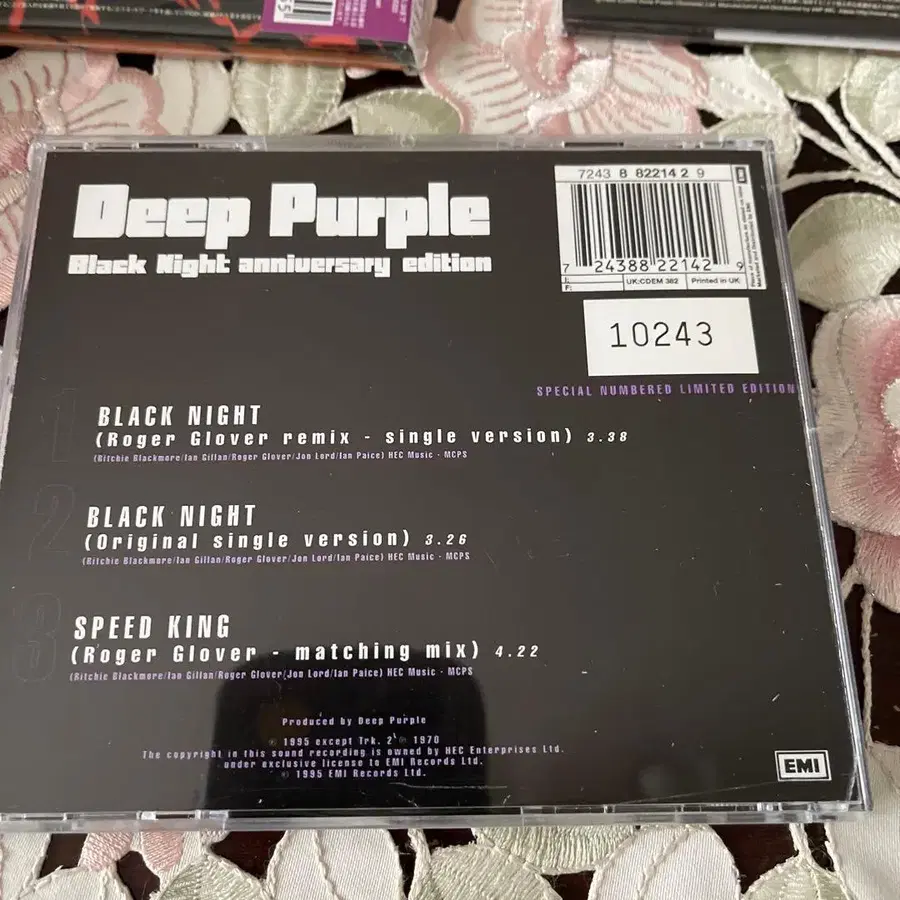 Deep Purple
Black Night anniversary edition
7243 8 82214 2 9
7 24388 22142 9
I:
F:
UK:CDEM 382
Printed in UK
EMI
10243
SPECIAL NUMBERED LIMITED EDITION
1
BLACK NIGHT
(Roger Glover remix - single version) 3.38
(Ritchie Blackmore/Ian Gillan/Roger Glover/Jon Lord/Ian Paice) HEC Music - MCPS
2
BLACK NIGHT
(Original single version) 3.26
(Ritchie Blackmore/Ian Gillan/Roger Glover/Jon Lord/Ian Paice) HEC Music - MCPS
3
SPEED KING
(Roger Glover - matching mix) 4.22
(Ritchie Blackmore/Ian Gillan/Roger Glover/Jon Lord/Ian Paice) HEC Music - MCPS
Produced by Deep Purple
℗ 1995 except Trk. 2 ℗ 1970
The copyright in this sound recording is owned by HEC Enterprises Ltd.
under exclusive license to EMI Records Ltd.
© 1995 EMI Records Ltd.
EMI